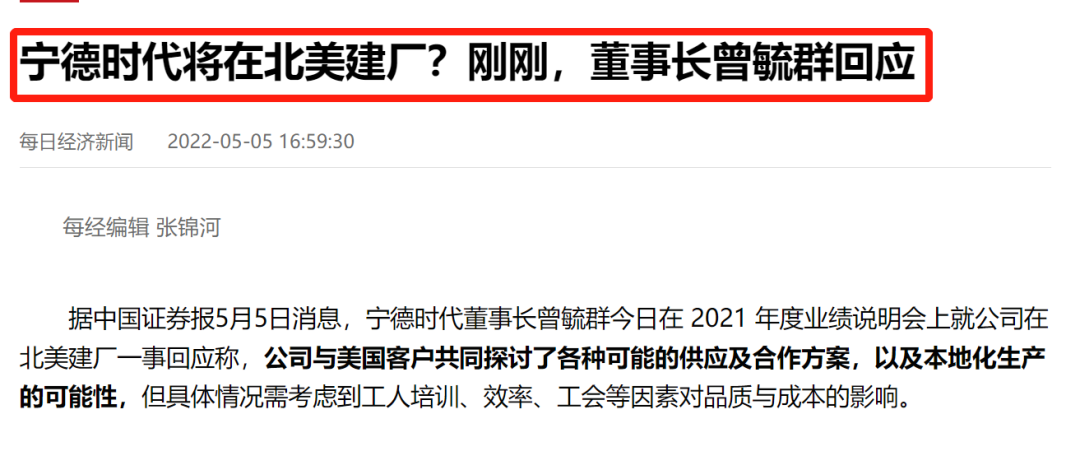 宁德时代将在北美建厂？刚刚，董事长曾毓群回应
每日经济新闻 2022-05-05 16:59:30
每经编辑 张锦河
据中国证券报5月5日消息，宁德时代董事长曾毓群今日在 2021 年度业绩说明会上就公司在
北美建厂一事回应称，公司与美国客户共同探讨了各种可能的供应及合作方案，以及本地化生产
的可能性，但具体情况需考虑到工人培训、效率、工会等因素对品质与成本的影响。